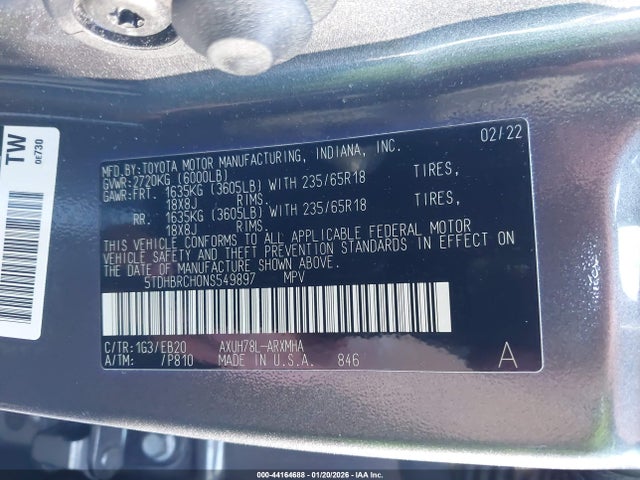 TW
0E730
02/22
MFD.BY:TOYOTA MOTOR MANUFACTURING, INDIANA, INC.
GVWR:2720KG (6000LB)
GAWR:FRT. 1635KG (3605LB) WITH 235/65R18 TIRES,
18X8J RIMS.
RR. 1635KG (3605LB) WITH 235/65R18 TIRES,
18X8J RIMS.
THIS VEHICLE CONFORMS TO ALL APPLICABLE FEDERAL MOTOR
VEHICLE SAFETY AND THEFT PREVENTION STANDARDS IN EFFECT ON
THE DATE OF MANUFACTURE SHOWN ABOVE.
5TDHBRCH0NS549897 MPV
C/TR:1G3/EB20 AXUH78L-ARXMHA
A/TM: /P810 MADE IN U.S.A. 846 A
000-44164688 - 01/20/2026 - IAA Inc.